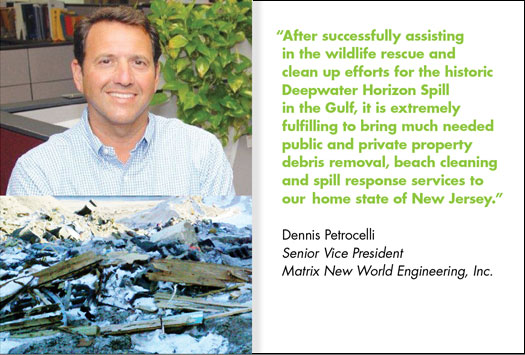 “After successfully assisting
in the wildlife rescue and
clean up efforts for the historic
Deepwater Horizon Spill
in the Gulf, it is extremely
fulfilling to bring much needed
public and private property
debris removal, beach cleaning
and spill response services to
our home state of New Jersey.”
Dennis Petrocelli
Senior Vice President
Matrix New World Engineering, Inc.